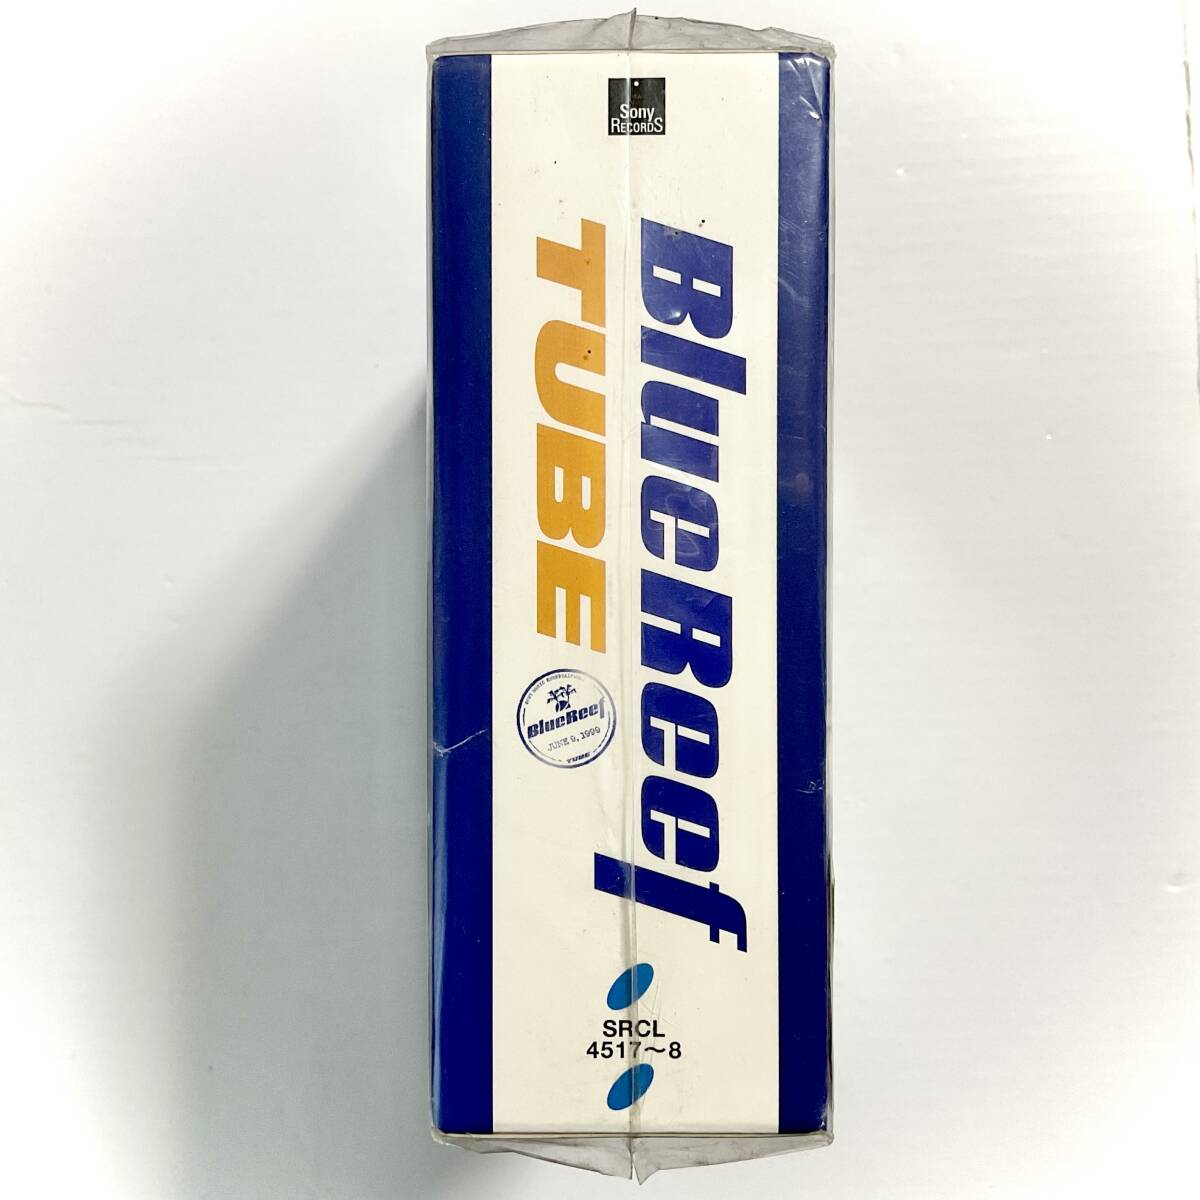 Sony
RECORDS
BlueReef
TUBE
BlueReef
JUNE 9, 1999
TUBE
SRCL
4517〜8